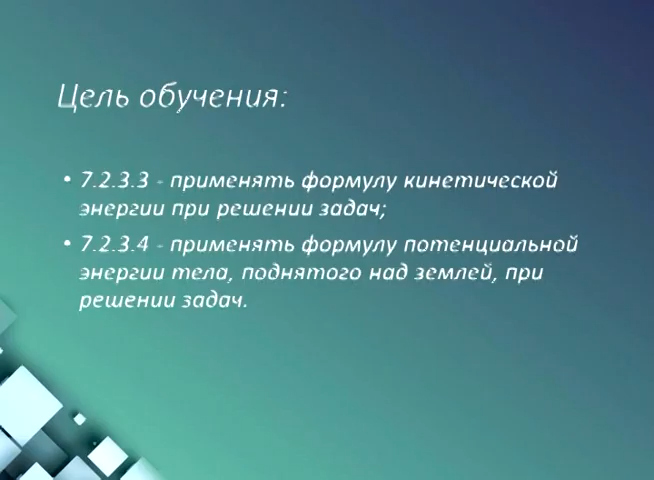 Цель обучения:
• 7.2.3.3 - применять формулу кинетической
энергии при решении задач;
• 7.2.3.4 - применять формулу потенциальной
энергии тела, поднятого над землей, при
решении задач.